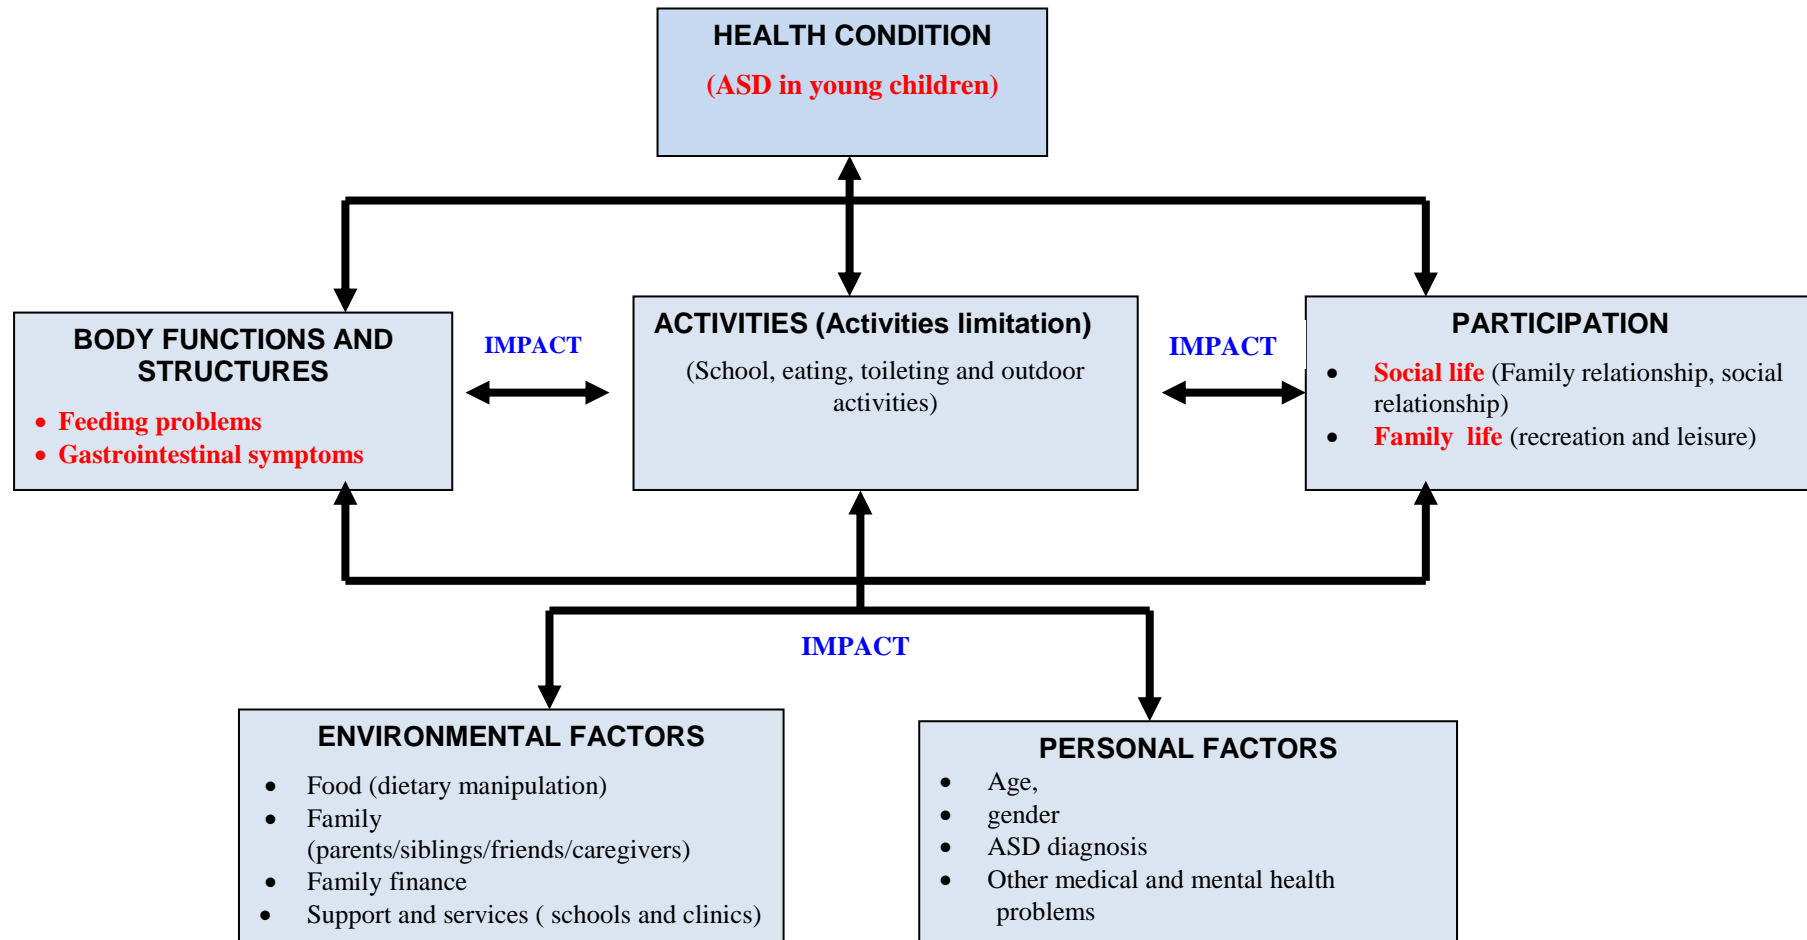 HEALTH CONDITION
(ASD in young children)
BODY FUNCTIONS AND
STRUCTURES
• Feeding problems
• Gastrointestinal symptoms
IMPACT
ACTIVITIES (Activities limitation)
(School, eating, toileting and outdoor
activities)
IMPACT
PARTICIPATION
• Social life (Family relationship, social
relationship)
• Family life (recreation and leisure)
IMPACT
ENVIRONMENTAL FACTORS
• Food (dietary manipulation)
• Family
(parents/siblings/friends/caregivers)
• Family finance
• Support and services ( schools and clinics)
PERSONAL FACTORS
• Age,
• gender
• ASD diagnosis
• Other medical and mental health
problems